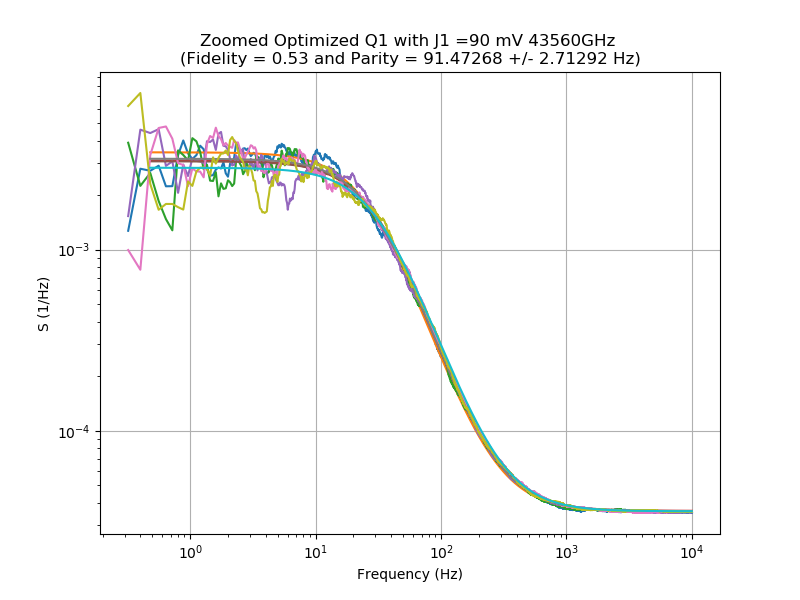 Zoomed Optimized Q1 with J1 =90 mV 43560GHz
(Fidelity = 0.53 and Parity = 91.47268 +/- 2.71292 Hz)
S (1/Hz)
10⁻³
10⁻⁴
10⁰ 10¹ 10² 10³ 10⁴
Frequency (Hz)